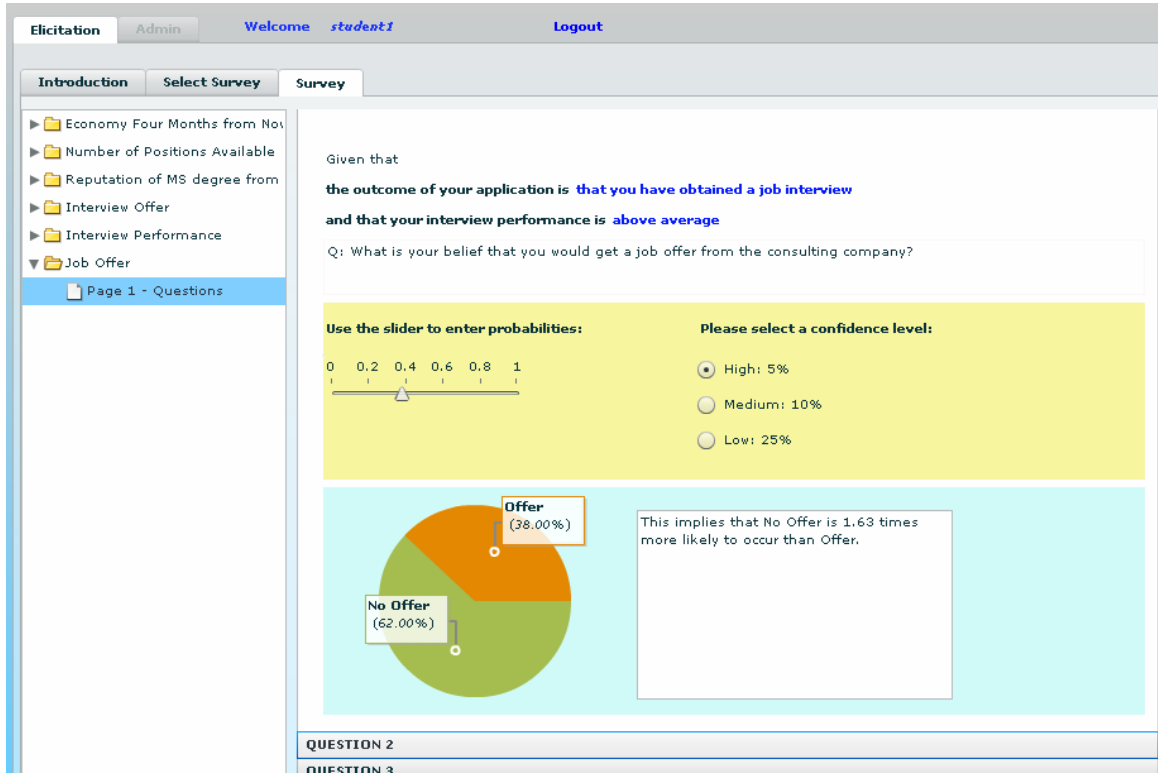 Elicitation Admin Welcome student1 Logout
Introduction Select Survey Survey
Economy Four Months from Nov
Number of Positions Available
Reputation of MS degree from
Interview Offer
Interview Performance
Job Offer
Page 1 - Questions
Given that
the outcome of your application is that you have obtained a job interview
and that your interview performance is above average
Q: What is your belief that you would get a job offer from the consulting company?
Use the slider to enter probabilities:
0 0.2 0.4 0.6 0.8 1
Please select a confidence level:
High: 5%
Medium: 10%
Low: 25%
Offer
(38.00%)
No Offer
(62.00%)
This implies that No Offer is 1.63 times
more likely to occur than Offer.
QUESTION 2
QUESTION 3